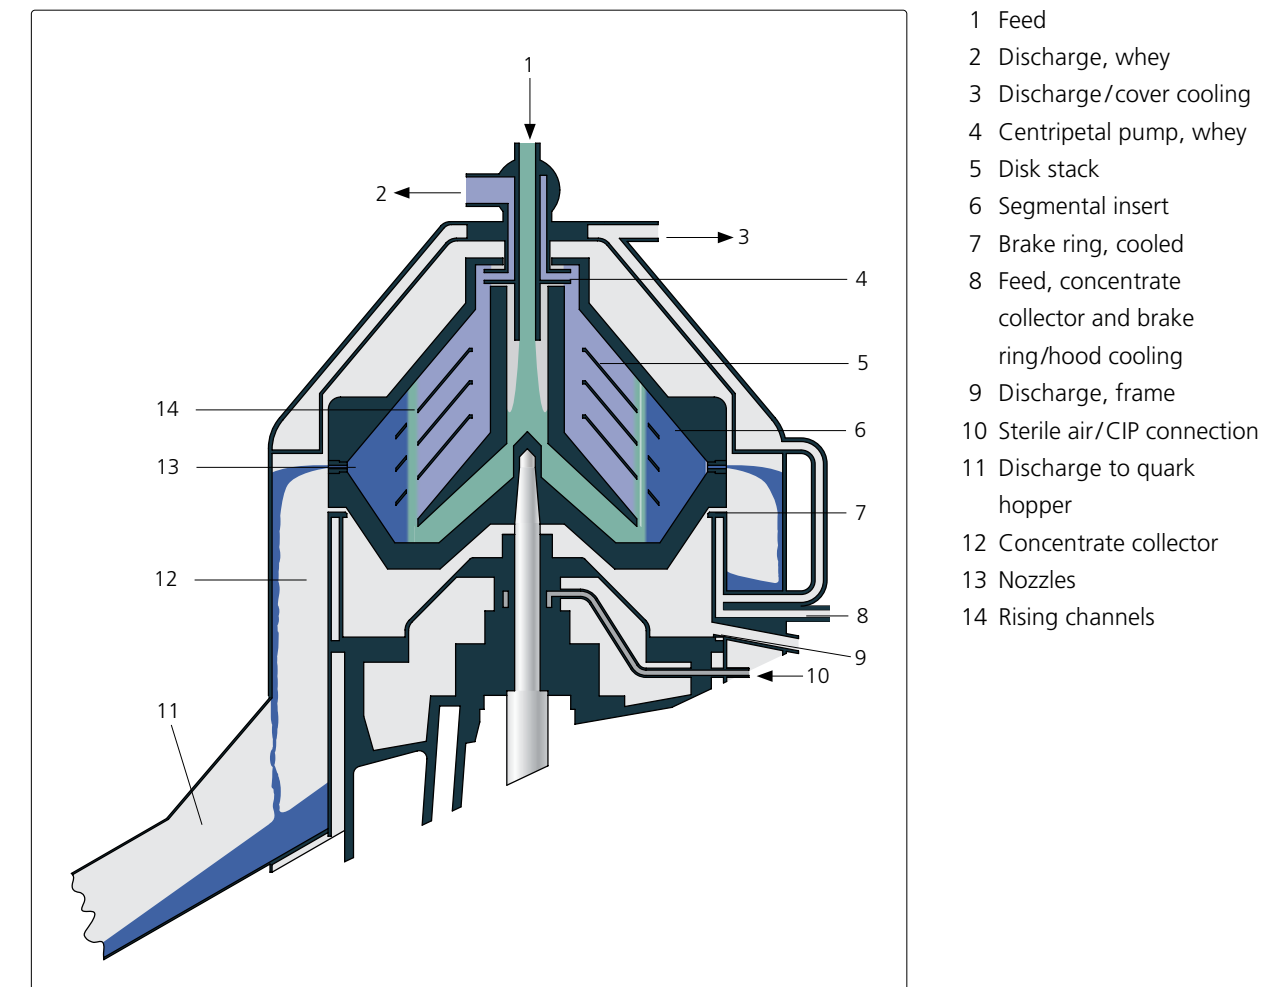 1
2
3
4
5
14
6
13
7
12
8
9
10
11
1 Feed
2 Discharge, whey
3 Discharge/cover cooling
4 Centripetal pump, whey
5 Disk stack
6 Segmental insert
7 Brake ring, cooled
8 Feed, concentrate
collector and brake
ring/hood cooling
9 Discharge, frame
10 Sterile air/CIP connection
11 Discharge to quark
hopper
12 Concentrate collector
13 Nozzles
14 Rising channels